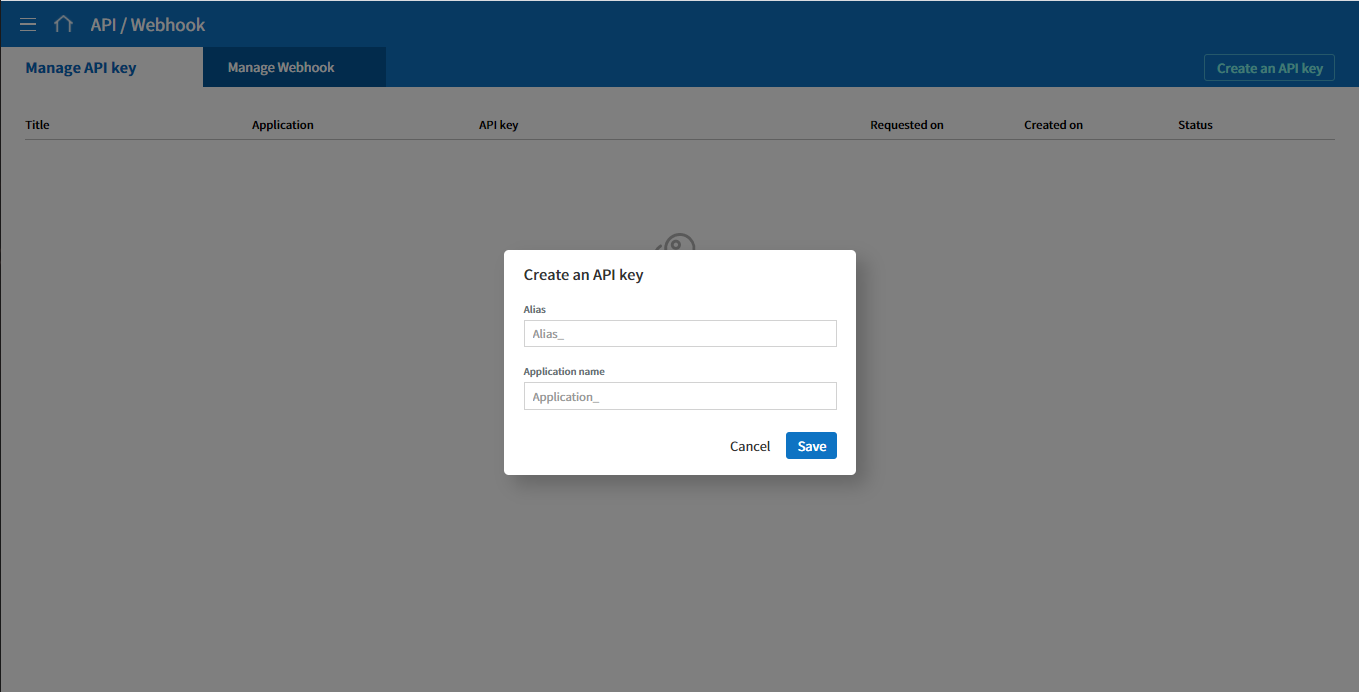 API / Webhook
Manage API key
Manage Webhook
Create an API key
Title
Application
API key
Requested on
Created on
Status
Create an API key
Alias
Alias_
Application name
Application_
Cancel
Save